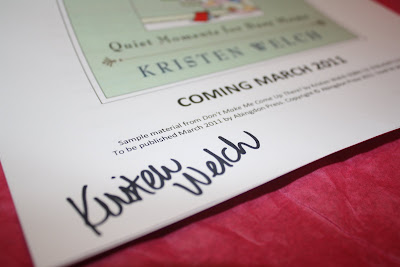 Quiet Moments for Busy Moms
KRISTEN WELCH
COMING MARCH 2011
Sample material from Don't Make Me Come Up There! by Kristen Welch
To be published March 2011 by Abingdon Press. Copyright © Abingdon Press 2011.
Kristen Welch